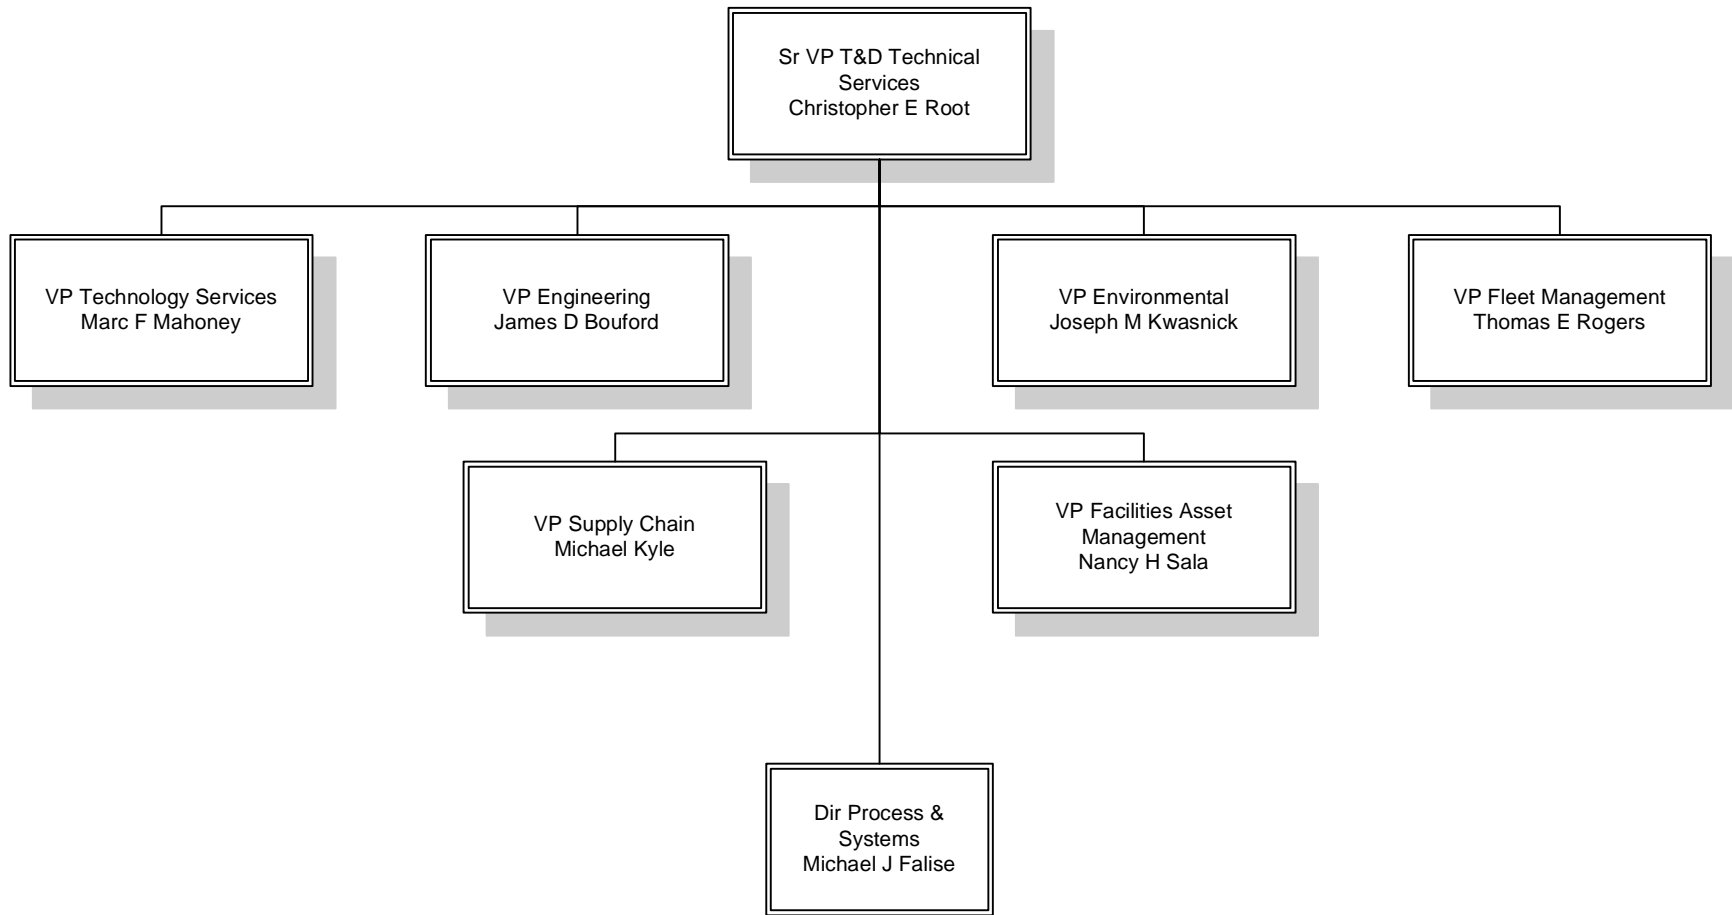 Sr VP T&D Technical
Services
Christopher E Root
VP Technology Services
Marc F Mahoney
VP Engineering
James D Bouford
VP Environmental
Joseph M Kwasnick
VP Fleet Management
Thomas E Rogers
VP Supply Chain
Michael Kyle
VP Facilities Asset
Management
Nancy H Sala
Dir Process &
Systems
Michael J Falise